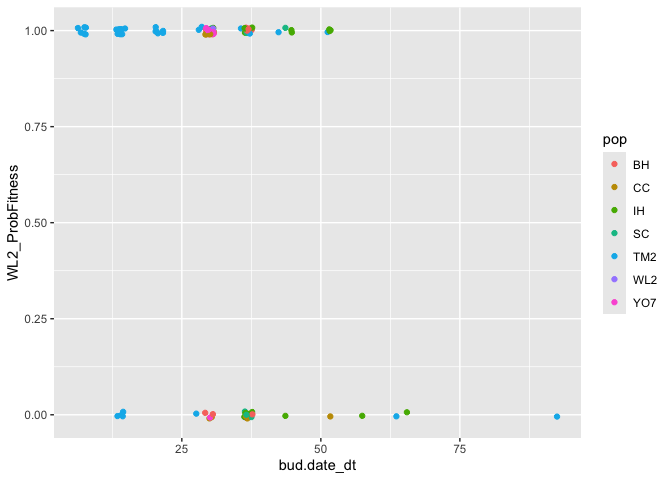 1.00
0.75
0.50
0.25
0.00
WL2_ProbFitness
25
50
75
bud.date_dt
pop
BH
CC
IH
SC
TM2
WL2
YO7